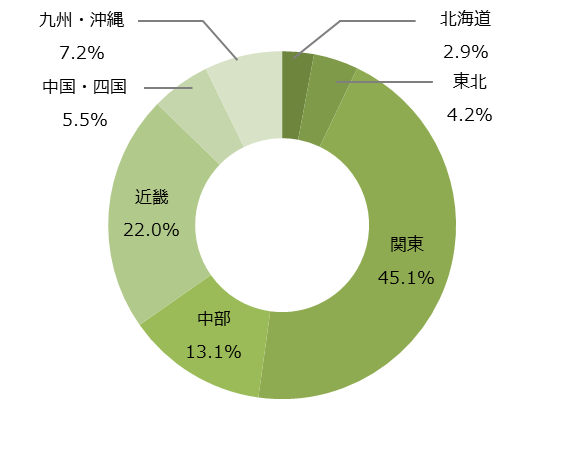 北海道
2.9%
東北
4.2%
関東
45.1%
中部
13.1%
近畿
22.0%
中国・四国
5.5%
九州・沖縄
7.2%